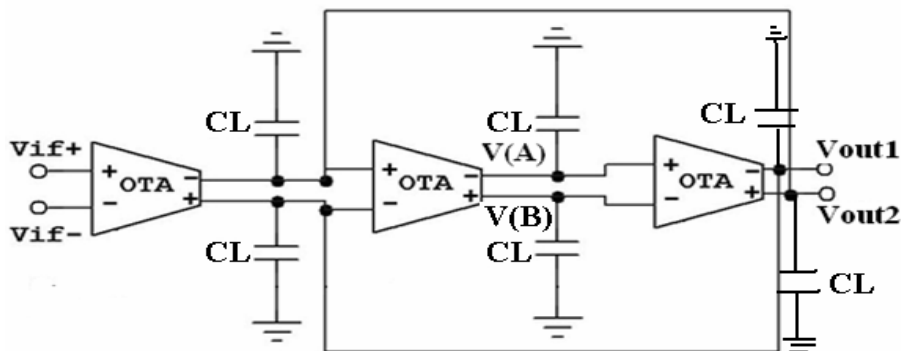 CL
CL
CL
Vif+
+
OTA
-
-
+
Vif-
V(A)
+
OTA
-
-
+
V(B)
+
OTA
-
-
+
Vout1
Vout2
CL
CL
CL